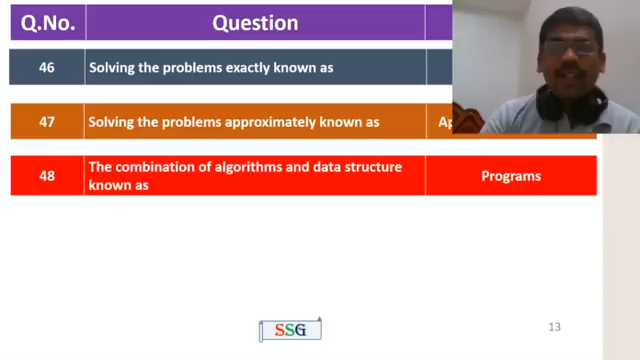 Q.No. Question
46 Solving the problems exactly known as
47 Solving the problems approximately known as
48 The combination of algorithms and data structure
known as Programs
SSG
13